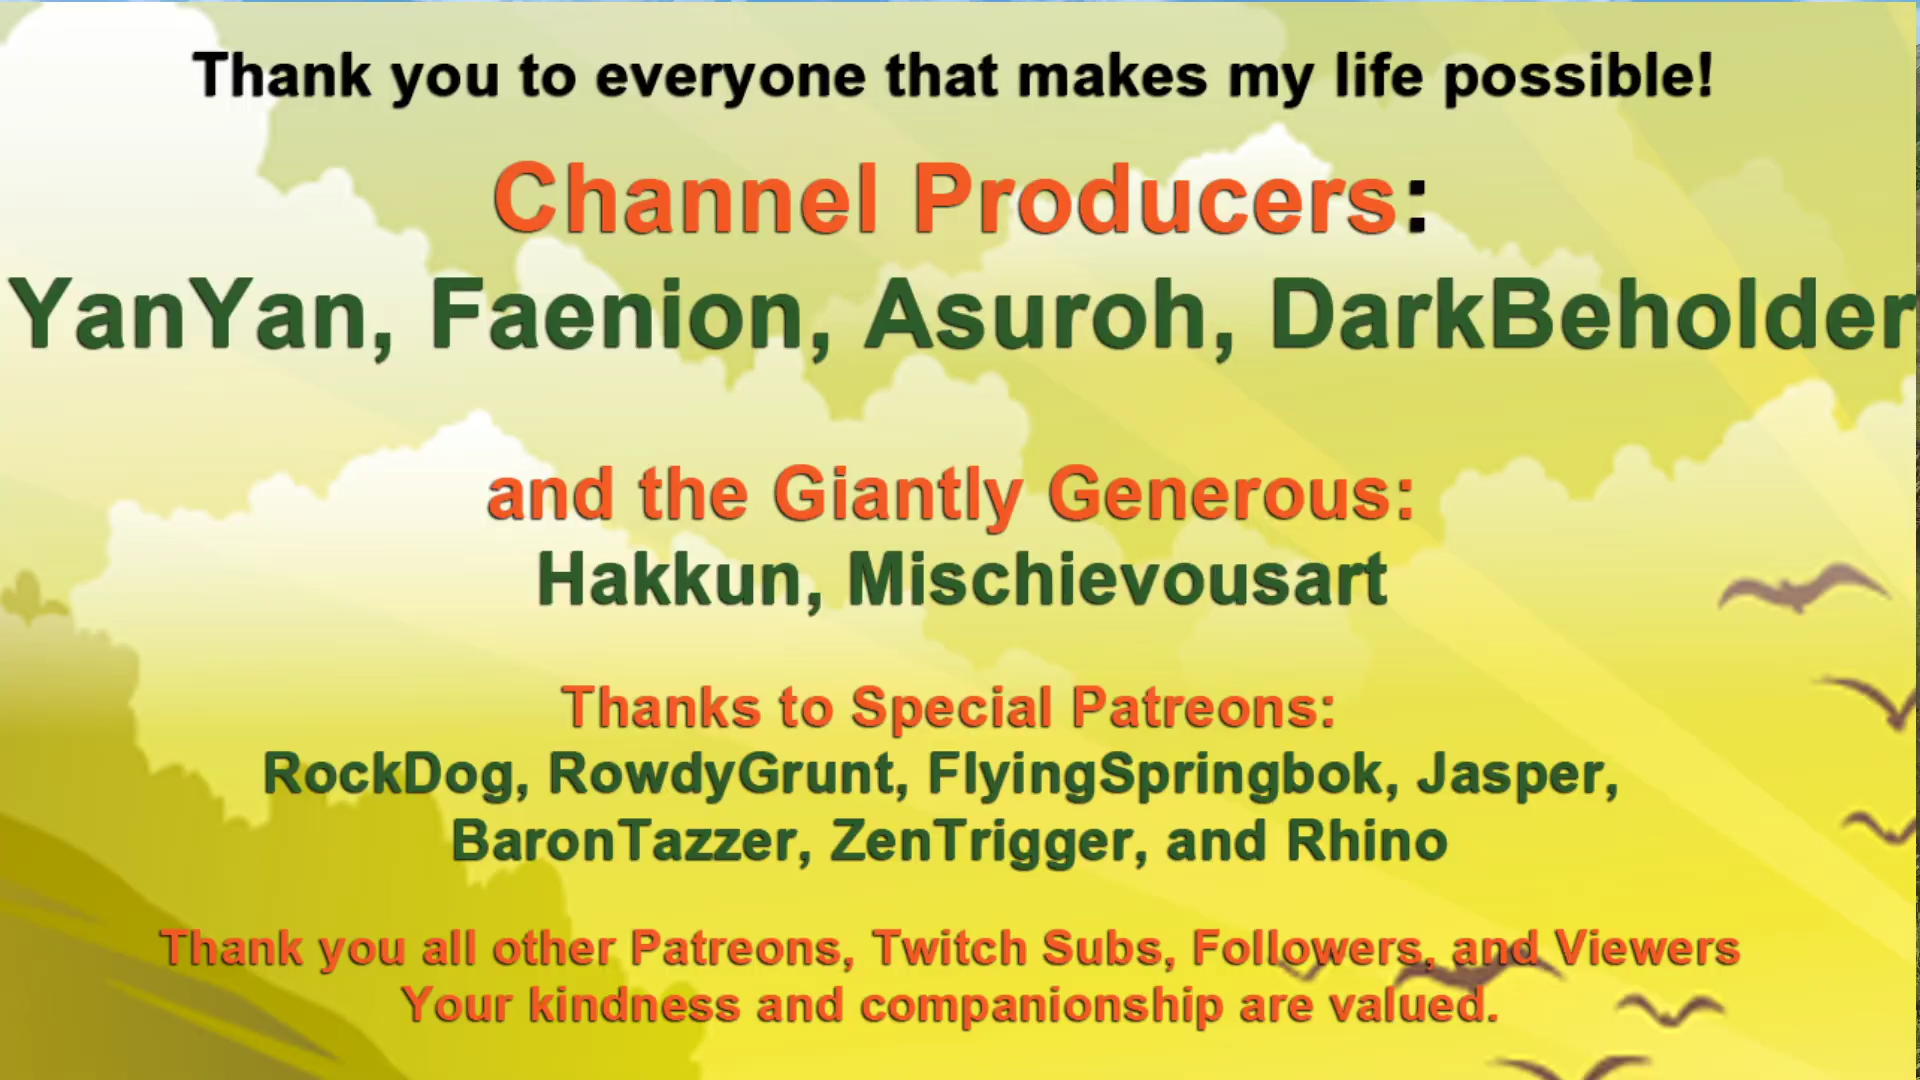 Thank you to everyone that makes my life possible!
Channel Producers:
YanYan, Faenion, Asuroh, DarkBeholder
and the Giantly Generous:
Hakkun, Mischievousart
Thanks to Special Patreons:
RockDog, RowdyGrunt, FlyingSpringbok, Jasper,
BaronTazzer, ZenTrigger, and Rhino
Thank you all other Patreons, Twitch Subs, Followers, and Viewers
Your kindness and companionship are valued.